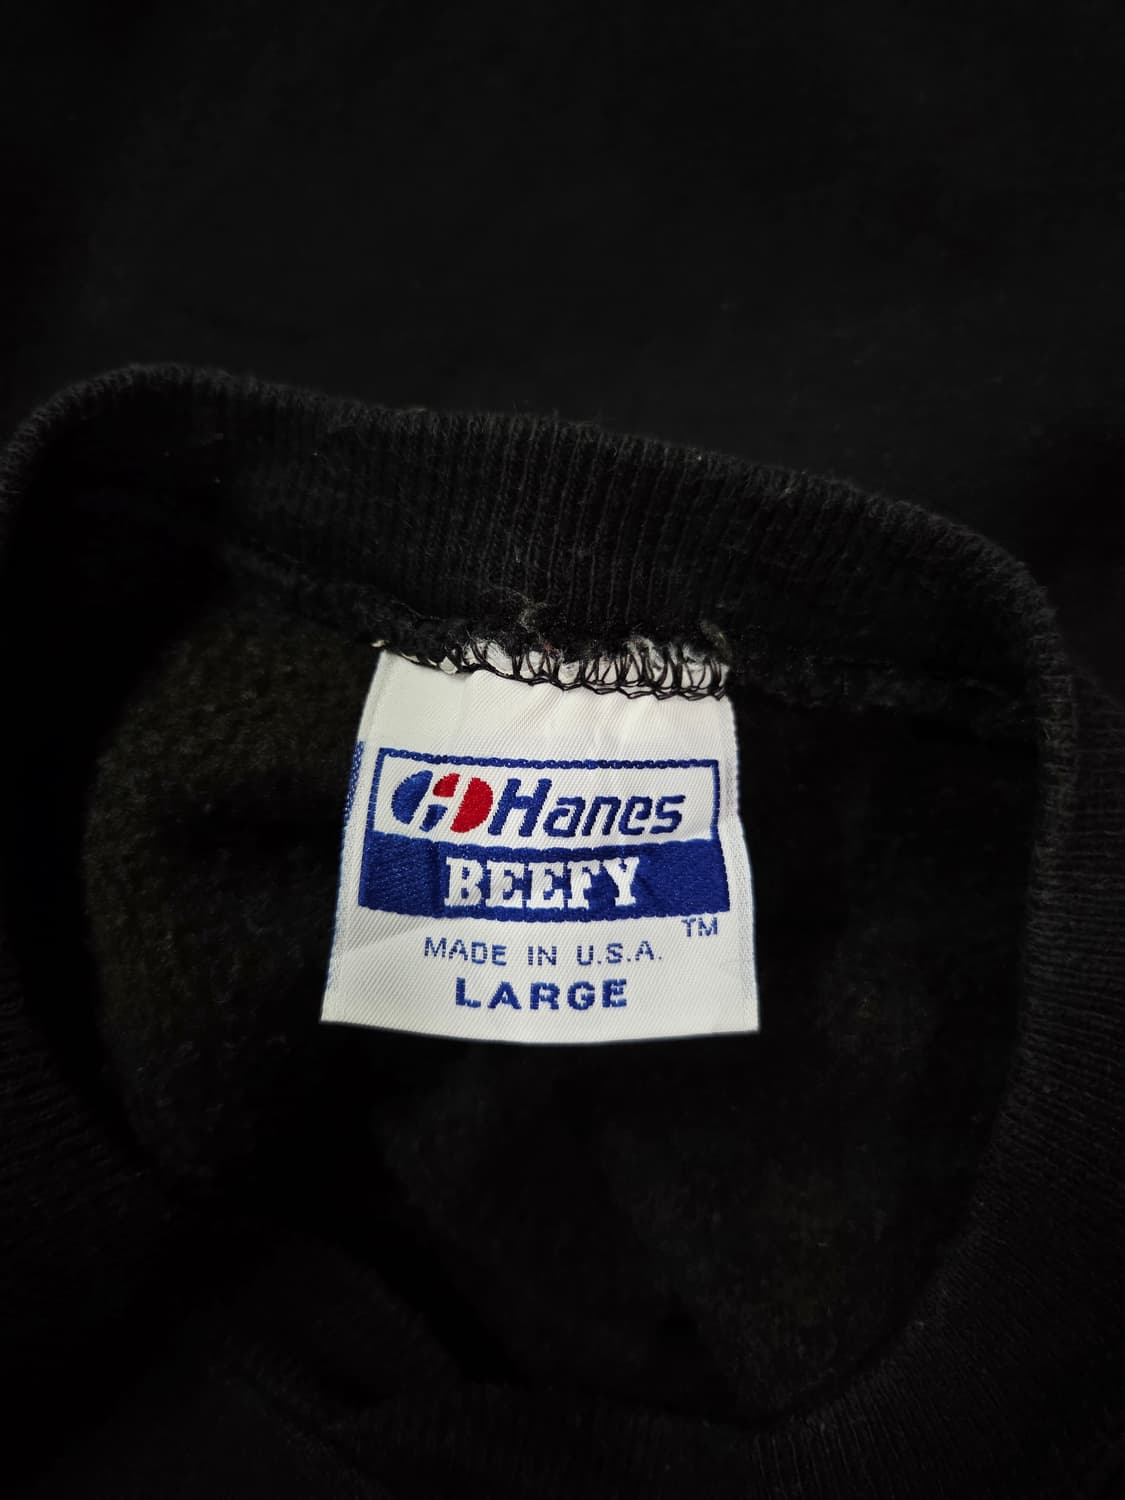 Hanes
BEEFY
TM
MADE IN U.S.A.
LARGE